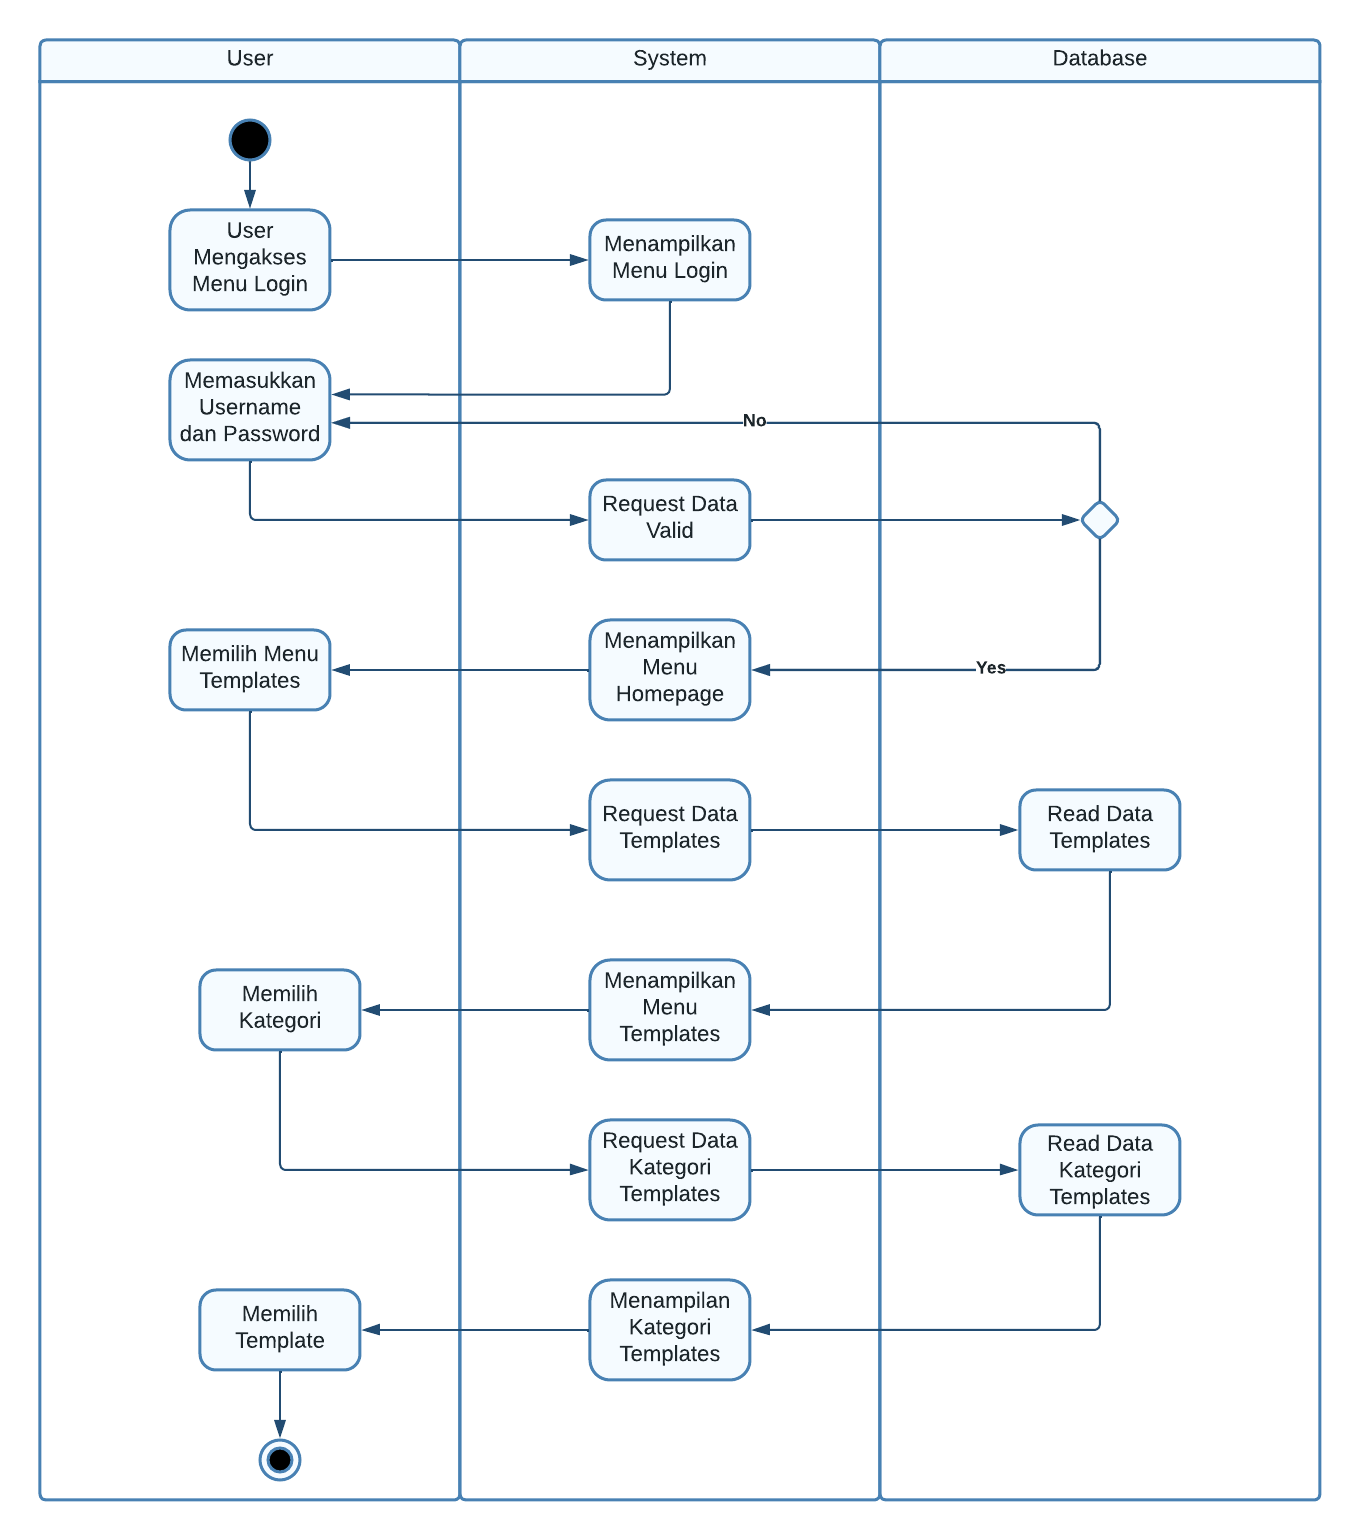 User
System
Database
User
Mengakses
Menu Login
Menampilkan
Menu Login
Memasukkan
Username
dan Password
No
Request Data
Valid
Memilih Menu
Templates
Menampilkan
Menu
Homepage
Yes
Request Data
Templates
Read Data
Templates
Memilih
Kategori
Menampilkan
Menu
Templates
Request Data
Kategori
Templates
Read Data
Kategori
Templates
Memilih
Template
Menampilan
Kategori
Templates